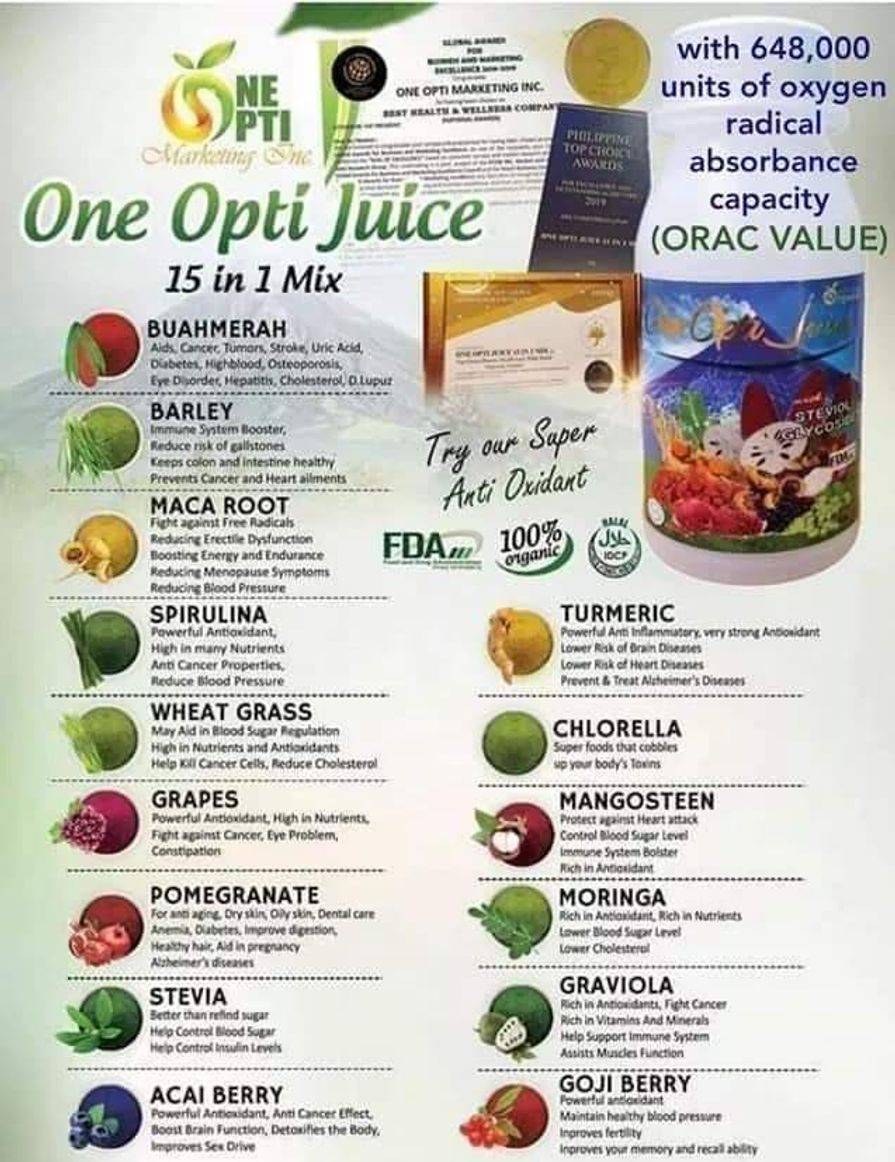 ONE
OPTI
Marketing Inc.
GLOBAL AWARDS
FOR
BUSINESS AND MARKETING
EXCELLENCE
ONE OPTI MARKETING INC.
BEST HEALTH & WELLNESS COMPANY
PHILIPPINE
TOP CHOICE
AWARDS
2019
with 648,000
units of oxygen
radical
absorbance
capacity
(ORAC VALUE)
One Opti Juice
15 in 1 Mix
BUAHMERAH
Aids, Cancer, Tumors, Stroke, Uric Acid,
Diabetes, Highblood, Osteoporosis,
Eye Disorder, Hepatitis, Cholesterol, D.Lupuz
BARLEY
Immune System Booster,
Reduce risk of gallstones
Keeps colon and intestine healthy
Prevents Cancer and Heart ailments
MACA ROOT
Fight against Free Radicals
Reducing Erectile Dysfunction
Boosting Energy and Endurance
Reducing Menopause Symptoms
Reducing Blood Pressure
SPIRULINA
Powerful Antioxidant,
High in many Nutrients
Anti Cancer Properties,
Reduce Blood Pressure
WHEAT GRASS
May Aid in Blood Sugar Regulation
High in Nutrients and Antioxidants
Help Kill Cancer Cells, Reduce Cholesterol
GRAPES
Powerful Antioxidant, High in Nutrients,
Fight against Cancer, Eye Problem,
Constipation
POMEGRANATE
For anti aging, Dry skin, Oily skin, Dental care
Anemia, Diabetes, Improve digestion,
Healthy hair, Aid in pregnancy
Alzheimer's diseases
STEVIA
Better than refind sugar
Help Control Blood Sugar
Help Control Insulin Levels
ACAI BERRY
Powerful Antioxidant, Anti Cancer Effect,
Boost Brain Function, Detoxifies the Body,
Improves Sex Drive
Try our Super
Anti Oxidant
FDA
100%
organic
HALAL
IDCP
One Opti Juice
STEVIOL
GLYCOSIDE
TURMERIC
Powerful Anti Inflammatory, very strong Antioxidant
Lower Risk of Brain Diseases
Lower Risk of Heart Diseases
Prevent & Treat Alzheimer's Diseases
CHLORELLA
Super foods that cobbles
up your body's Toxins
MANGOSTEEN
Protect against Heart attack
Control Blood Sugar Level
Immune System Bolster
Rich in Antioxidant
MORINGA
Rich in Antioxidant, Rich in Nutrients
Lower Blood Sugar Level
Lower Cholesterol
GRAVIOLA
Rich in Antioxidants, Fight Cancer
Rich in Vitamins And Minerals
Help Support Immune System
Assists Muscles Function
GOJI BERRY
Powerful antioxidant
Maintain healthy blood pressure
Inproves fertility
Inproves your memory and recall ability